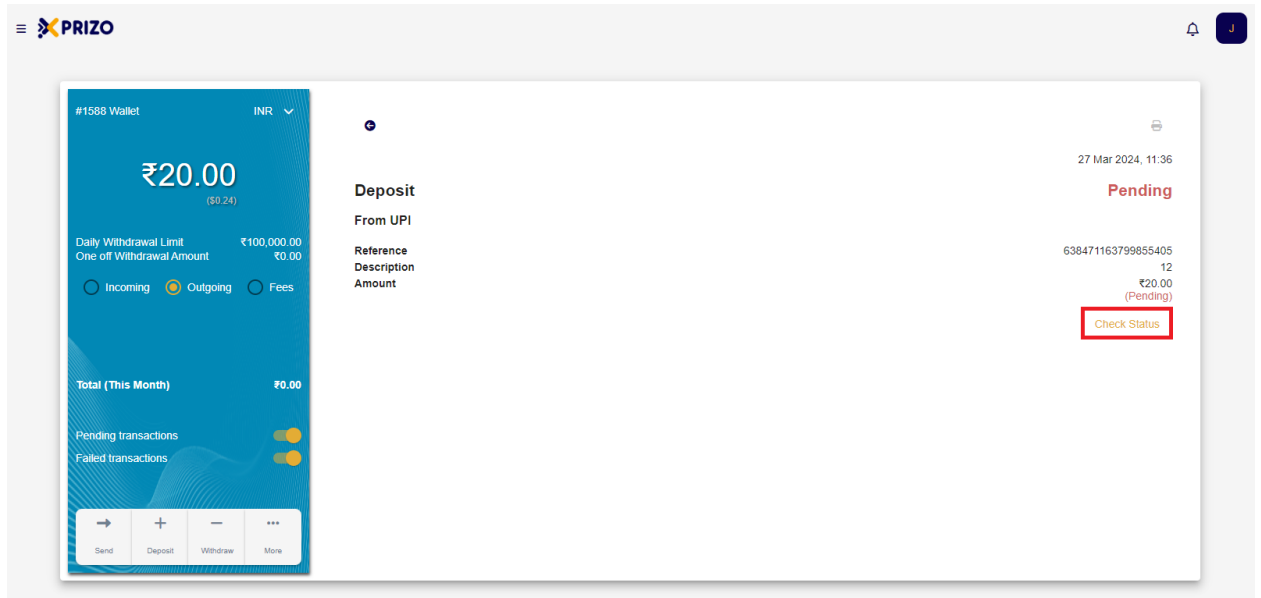 XPRIZO
J
#1588 Wallet INR
₹20.00
($0.24)
Daily Withdrawal Limit ₹100,000.00
One off Withdrawal Amount ₹0.00
Incoming Outgoing Fees
Total (This Month) ₹0.00
Pending transactions
Failed transactions
Send Deposit Withdraw More
27 Mar 2024, 11:36
Deposit Pending
From UPI
Reference 638471163799855405
Description 12
Amount ₹20.00
(Pending)
Check Status